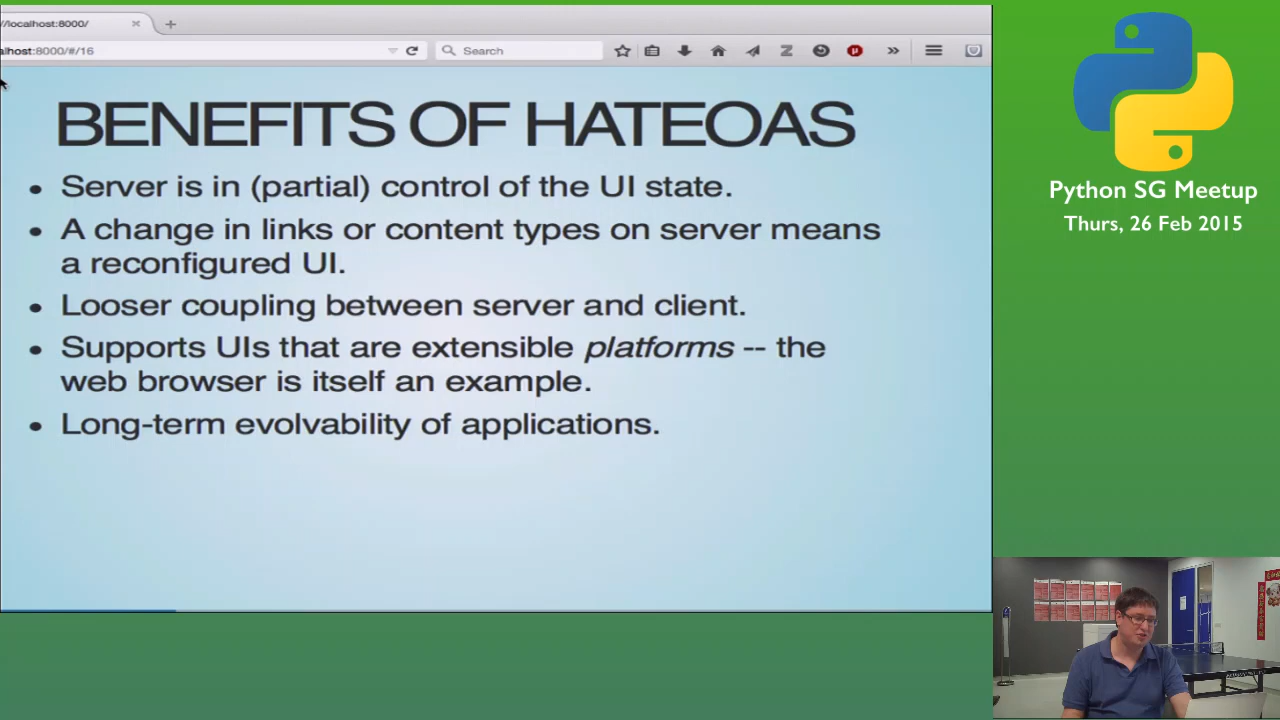 //localhost:8000/
alhost:8000/#/16
Search
BENEFITS OF HATEOAS
• Server is in (partial) control of the UI state.
• A change in links or content types on server means
a reconfigured UI.
• Looser coupling between server and client.
• Supports UIs that are extensible platforms -- the
web browser is itself an example.
• Long-term evolvability of applications.
Python SG Meetup
Thurs, 26 Feb 2015